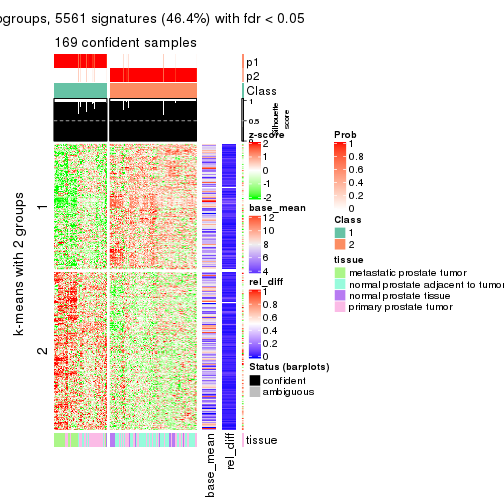 ogroups, 5561 signatures (46.4%) with fdr < 0.05
169 confident samples
p1
p2
Class
1
0.5
0
Silhouette
score
k-means with 2 groups
1
2
z-score
2
1
0
-1
-2
base_mean
12
10
8
6
4
rel_diff
1
0.8
0.6
0.4
0.2
0
Status (barplots)
confident
ambiguous
Prob
1
0.8
0.6
0.4
0.2
0
Class
1
2
tissue
metastatic prostate tumor
normal prostate adjacent to tumor
normal prostate tissue
primary prostate tumor
base_mean
rel_diff
tissue